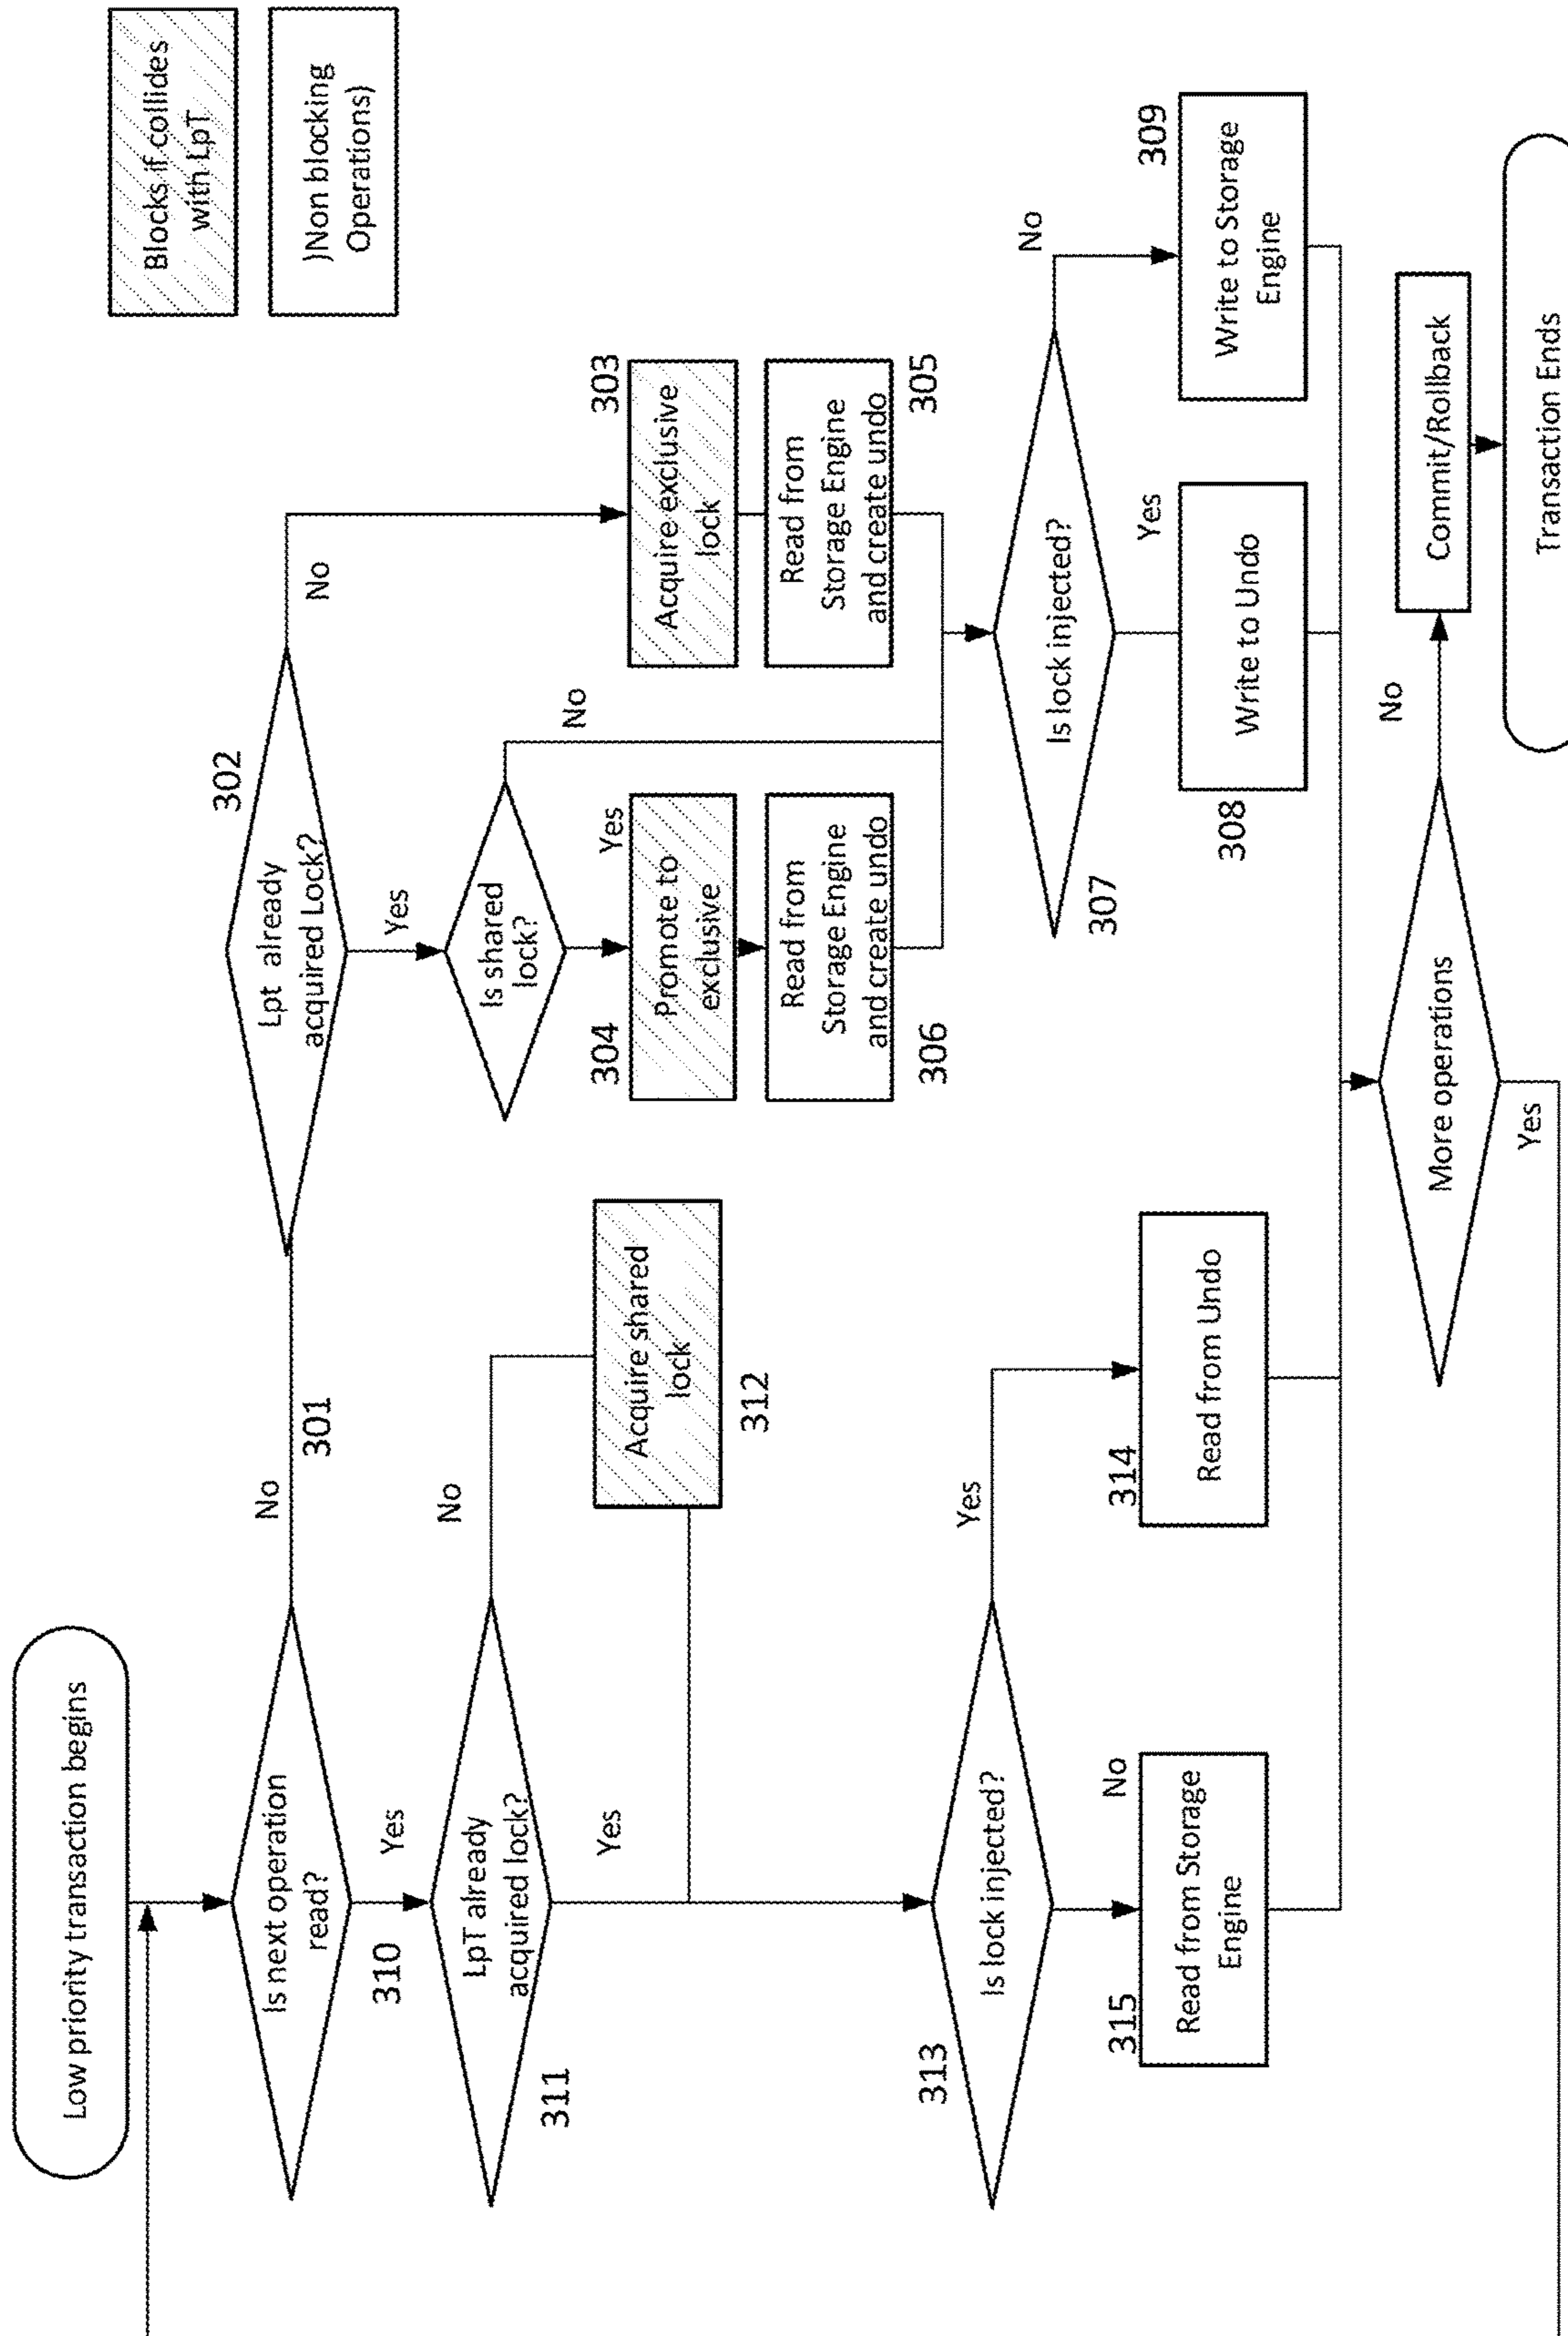 Low priority transaction begins
Is next operation
read?
No
301
Yes
310
LpT already
acquired lock?
311
No
Yes
Acquire shared
lock
312
Is lock injected?
313
Yes
No
314
Read from Undo
315
Read from Storage
Engine
302
Lpt already
acquired Lock?
No
Yes
Is shared
lock?
No
Yes
303
Acquire exclusive
lock
304
Promote to
exclusive
Read from
Storage Engine
and create undo
305
Read from
Storage Engine
and create undo
306
Is lock injected?
307
No
Yes
Write to Undo
308
309
Write to Storage
Engine
More operations
No
Yes
Commit/Rollback
Transaction Ends
Blocks if collides
with LpT
)Non blocking
Operations)